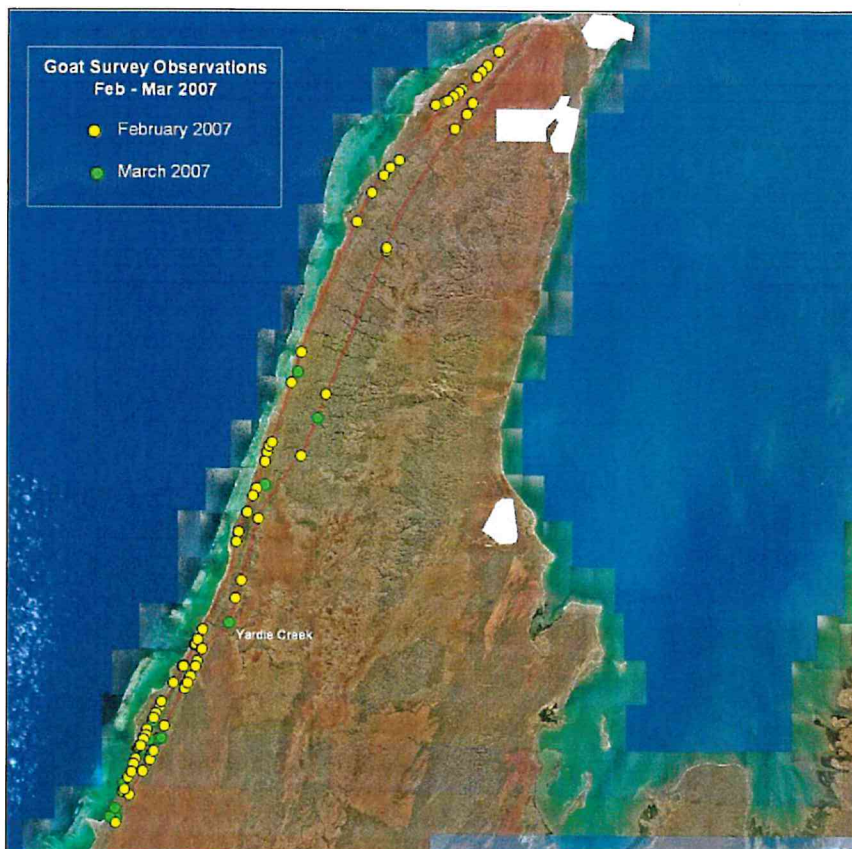 Goat Survey Observations
Feb - Mar 2007
February 2007
March 2007
Yardie Creek